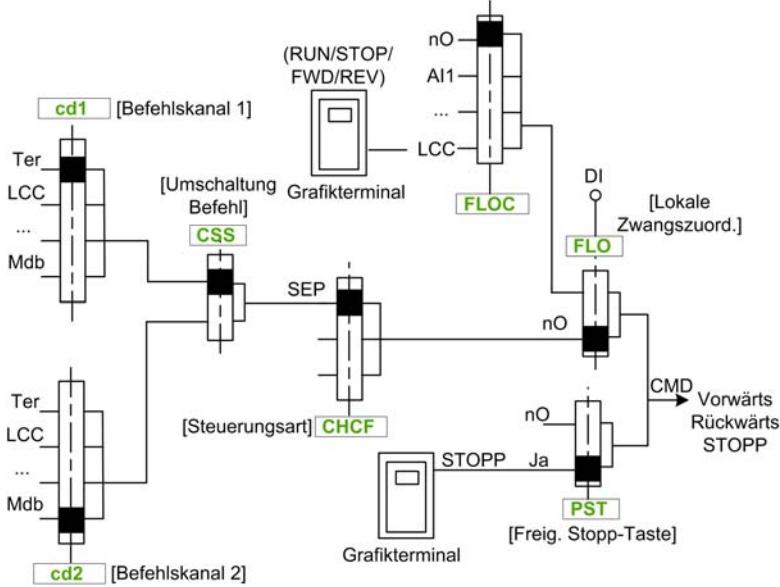 nO
(RUN/STOP/
FWD/REV)
AI1
...
LCC
Grafikterminal
FLOC
cd1 [Befehlskanal 1]
Ter
LCC
...
Mdb
[Umschaltung
Befehl]
CSS
DI
[Lokale
Zwangszuord.]
FLO
SEP
nO
[Steuerungsart] CHCF
Ter
LCC
...
Mdb
cd2 [Befehlskanal 2]
nO
CMD
Vorwärts
Rückwärts
STOPP
STOPP Ja
PST
[Freig. Stopp-Taste]
Grafikterminal